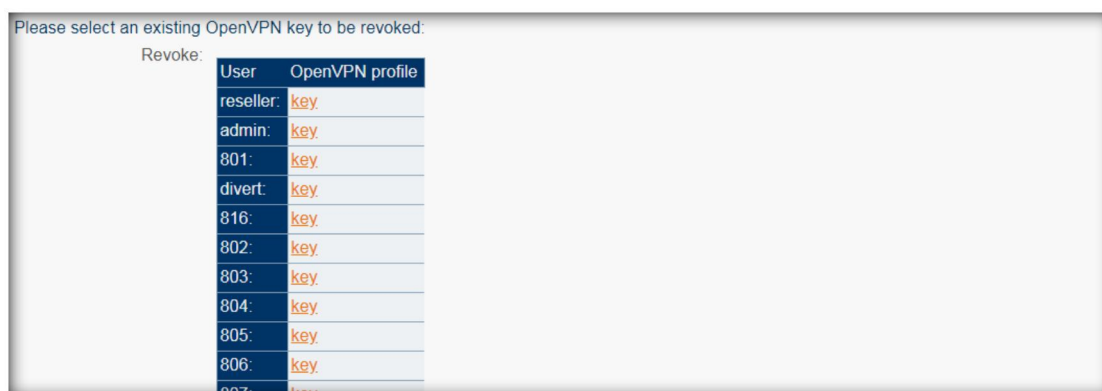 Please select an existing OpenVPN key to be revoked:
Revoke:
User OpenVPN profile
reseller: key
admin: key
801: key
divert: key
816: key
802: key
803: key
804: key
805: key
806: key